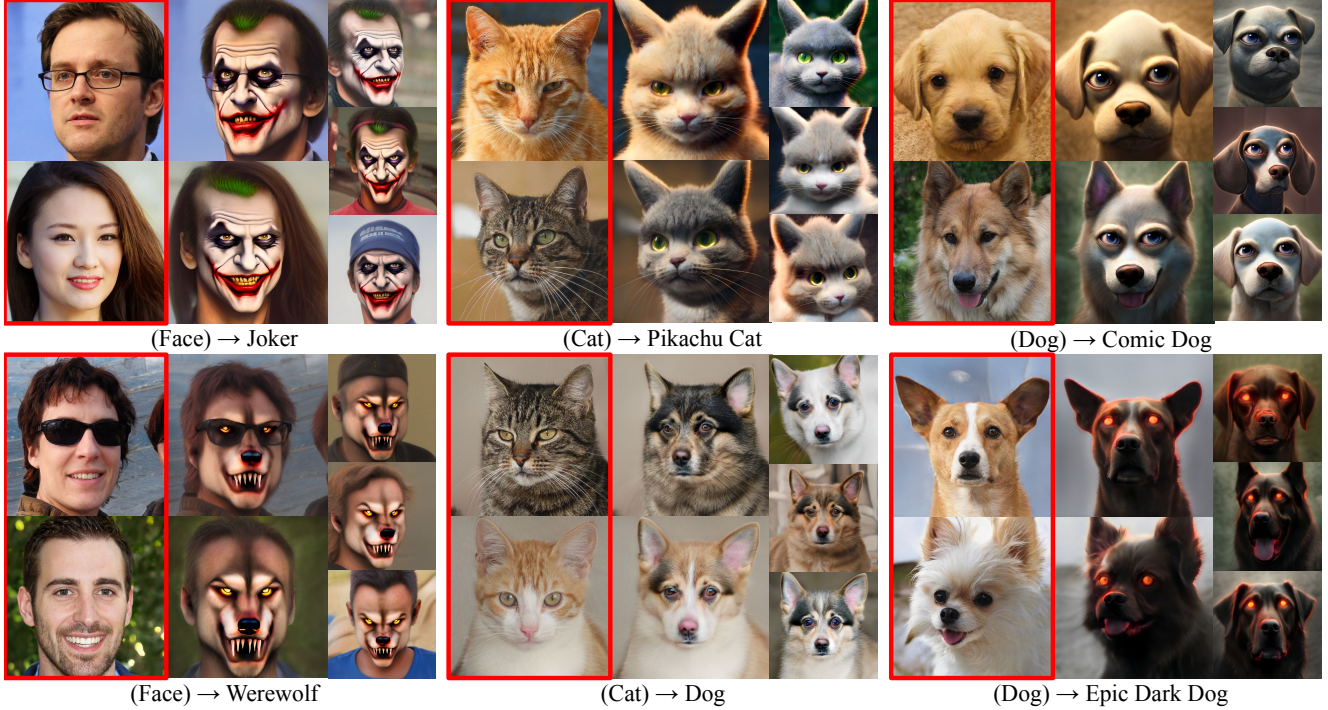 (Face) → Joker
(Cat) → Pikachu Cat
(Dog) → Comic Dog
(Face) → Werewolf
(Cat) → Dog
(Dog) → Epic Dark Dog